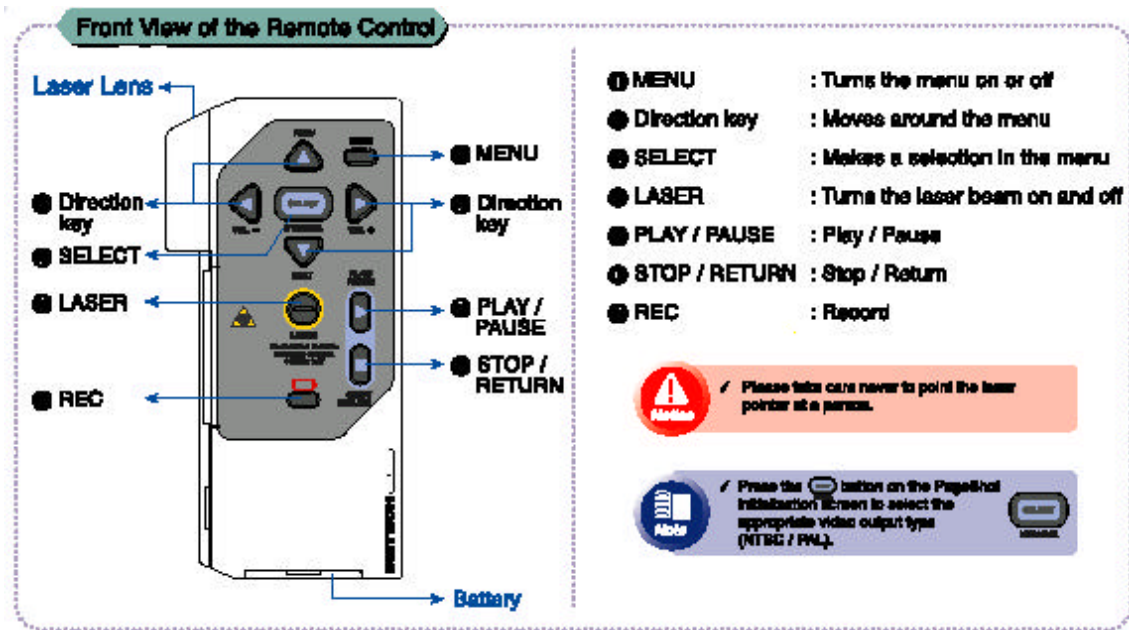 Front View of the Remote Control
Laser Lens
MENU
Direction
key
Direction
key
SELECT
LASER
PLAY /
PAUSE
STOP /
RETURN
REC
Battery
MENU : Turns the menu on or off
Direction key : Moves around the menu
SELECT : Makes a selection in the menu
LASER : Turns the laser beam on and off
PLAY / PAUSE : Play / Pause
STOP / RETURN : Stop / Return
REC : Record
Notice
✓ Please take care never to point the laser
pointer at a person.
Note
✓ Press the button on the PageShot
initialization screen to select the
appropriate video output type
(NTSC / PAL).
SELECT